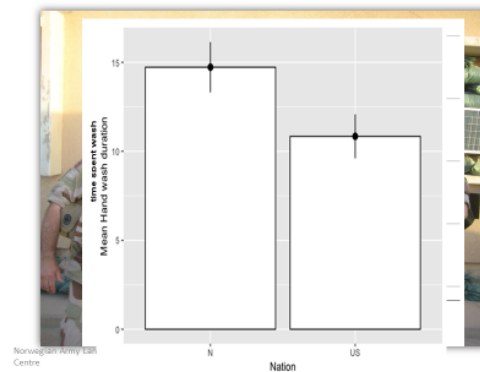 time spent wash
Mean Hand wash duration
15
10
5
0
N
US
Nation
Norwegian Army
Centre